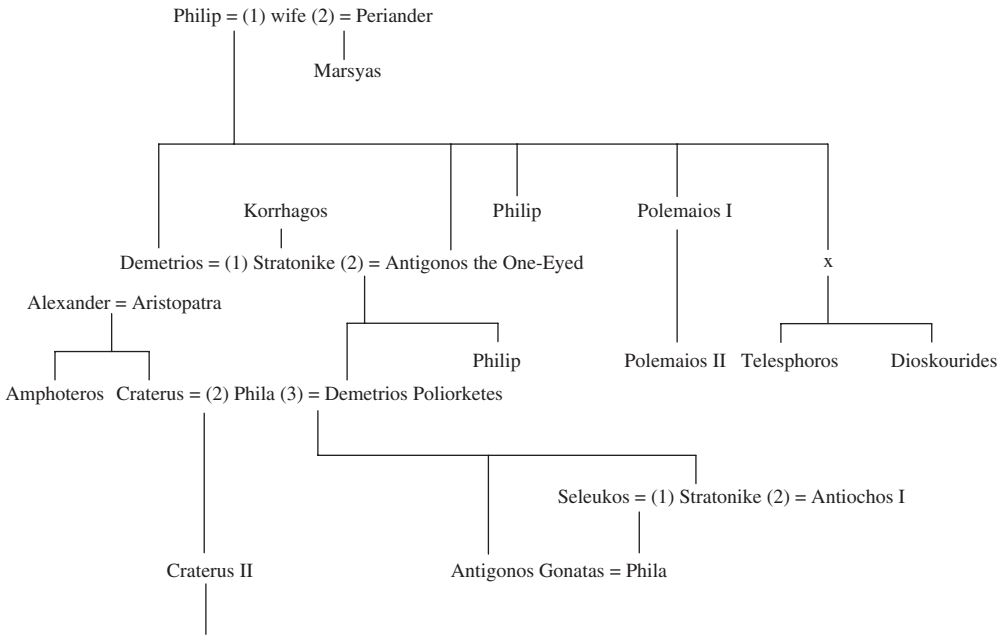 Philip = (1) wife (2) = Periander
Marsyas
Korrhagos
Philip
Polemaios I
Demetrios = (1) Stratonike (2) = Antigonos the One-Eyed
x
Alexander = Aristopatra
Philip
Polemaios II
Telesphoros
Dioskourides
Amphoteros
Craterus = (2) Phila (3) = Demetrios Poliorketes
Seleukos = (1) Stratonike (2) = Antiochos I
Craterus II
Antigonos Gonatas = Phila